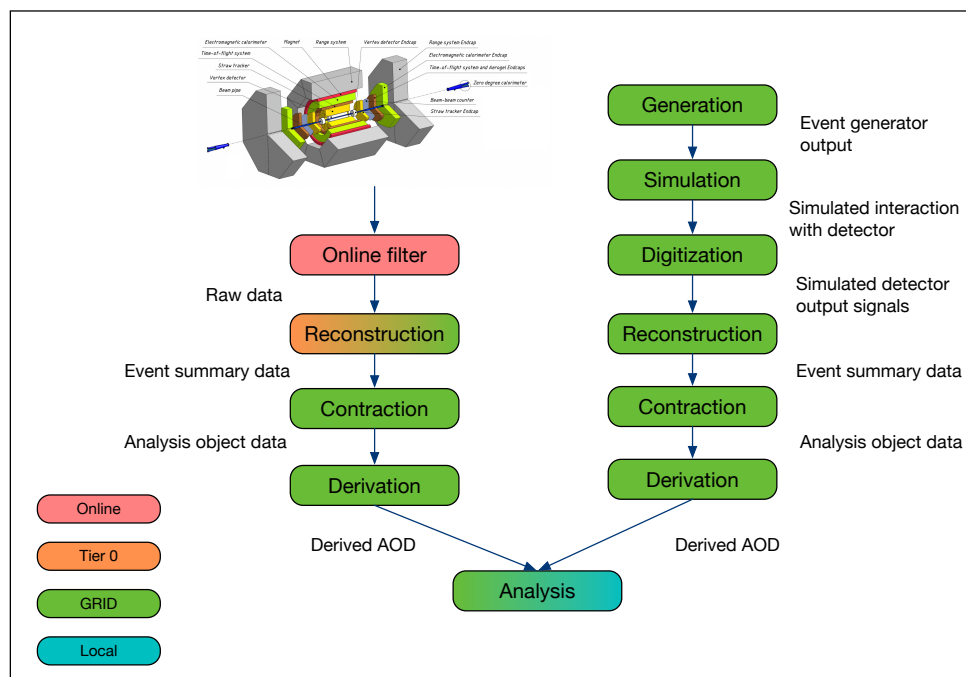 Electromagnetic calorimeter
Magnet
Range system
Vertex detector Endcap
Range system Endcap
Time-of-flight system
Electromagnetic calorimeter Endcap
Straw tracker
Time-of-flight system and Aerogel Endcaps
Vertex detector
Zero degree calorimeter
Beam pipe
Beam-beam counter
Straw tracker Endcap
Online filter
Raw data
Reconstruction
Event summary data
Contraction
Analysis object data
Derivation
Derived AOD
Generation
Event generator
output
Simulation
Simulated interaction
with detector
Digitization
Simulated detector
output signals
Reconstruction
Event summary data
Contraction
Analysis object data
Derivation
Derived AOD
Analysis
Online
Tier 0
GRID
Local